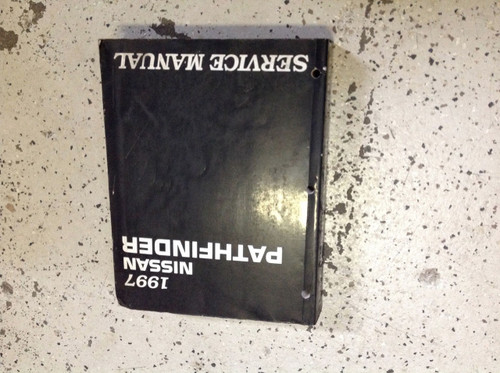 1997
NISSAN
PATHFINDER
SERVICE MANUAL